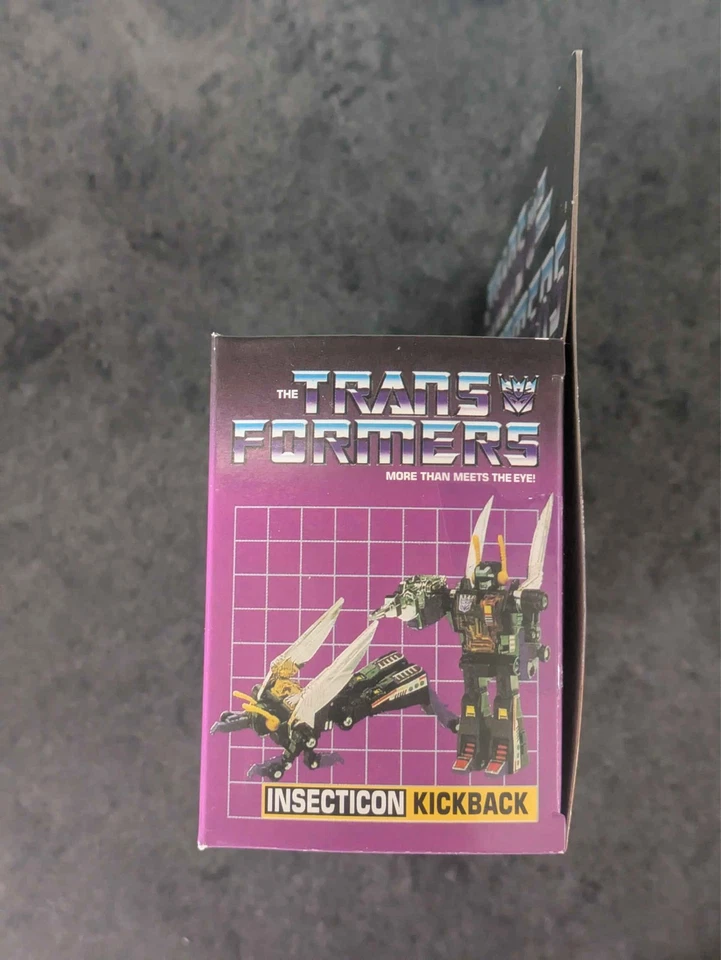 THE TRANS
FORMERS
MORE THAN MEETS THE EYE!
INSECTICON KICKBACK